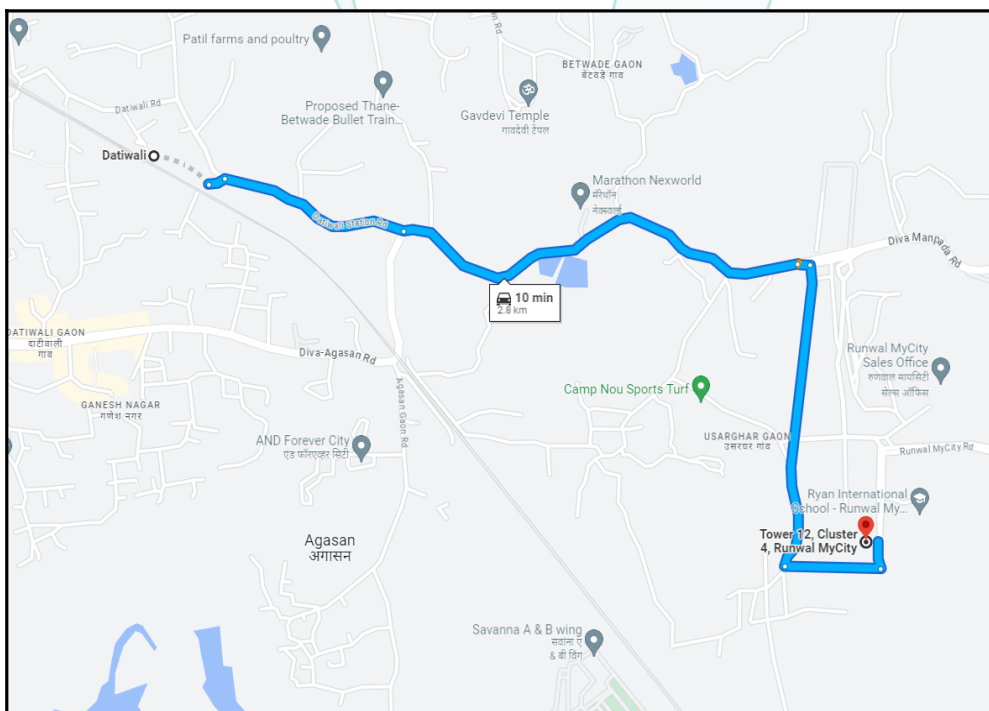 Patil farms and poultry
BETWADE GAON
बेटवडे गाव
Datiwali Rd
Proposed Thane-
Betwade Bullet Train...
Gavdevi Temple
गावदेवी टेंपल
Datiwali
Marathon Nexworld
मॅरेथॉन
नेक्सवर्ल्ड
Datiwali Station Rd
Diva Manpada Rd
10 min
2.8 km
DATIWALI GAON
दाटीवाली
गाव
Diva-Agasan Rd
Runwal MyCity
Sales Office
रुणवाल मायसिटी
सेल्स ऑफिस
Camp Nou Sports Turf
GANESH NAGAR
गणेश नगर
Agasan Gaon Rd
USARGHAR GAON
उसरघर गाव
AND Forever City
एंड फॉरएव्हर सिटी
Runwal MyCity Rd
Ryan International
School - Runwal My...
Tower 12, Cluster
4, Runwal MyCity
Agasan
अगासन
Savanna A & B wing
सवाना ए
& बी विंग